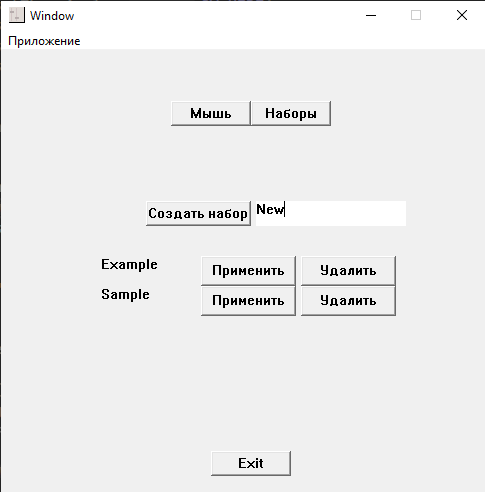 Window
Приложение
Мышь Наборы
Создать набор New
Example Применить Удалить
Sample Применить Удалить
Exit